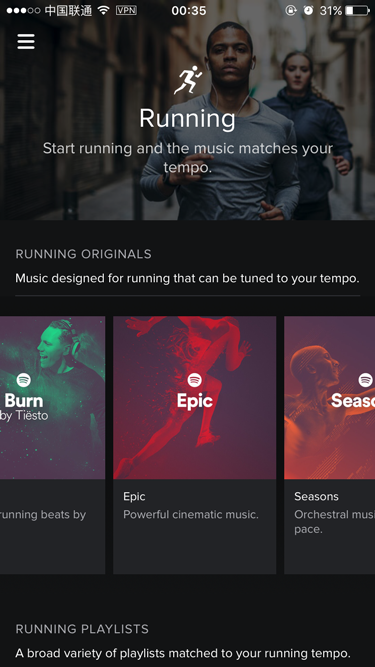 中国联通 VPN 00:35 31%
Running
Start running and the music matches your
tempo.
RUNNING ORIGINALS
Music designed for running that can be tuned to your tempo.
Burn
by Tiësto
running beats by
Epic
Epic
Powerful cinematic music.
Seaso
Seasons
Orchestral musi
pace.
RUNNING PLAYLISTS
A broad variety of playlists matched to your running tempo.